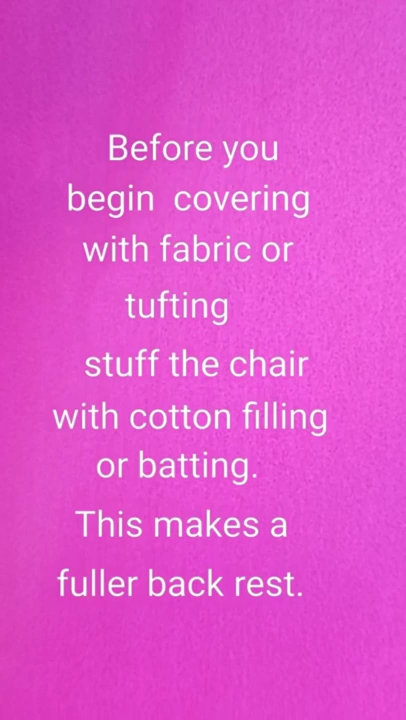 Before you
begin  covering
with fabric or
tufting
stuff the chair
with cotton filling
or batting.
This makes a
fuller back rest.